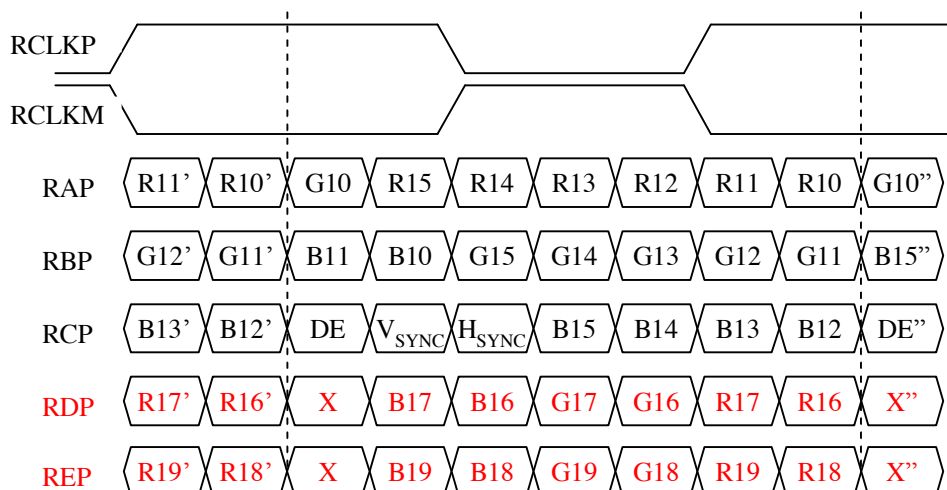 RCLKP
RCLKM
RAP R11’ R10’ G10 R15 R14 R13 R12 R11 R10 G10”
RBP G12’ G11’ B11 B10 G15 G14 G13 G12 G11 B15”
RCP B13’ B12’ DE VSYNC HSYNC B15 B14 B13 B12 DE”
RDP R17’ R16’ X B17 B16 G17 G16 R17 R16 X”
REP R19’ R18’ X B19 B18 G19 G18 R19 R18 X”